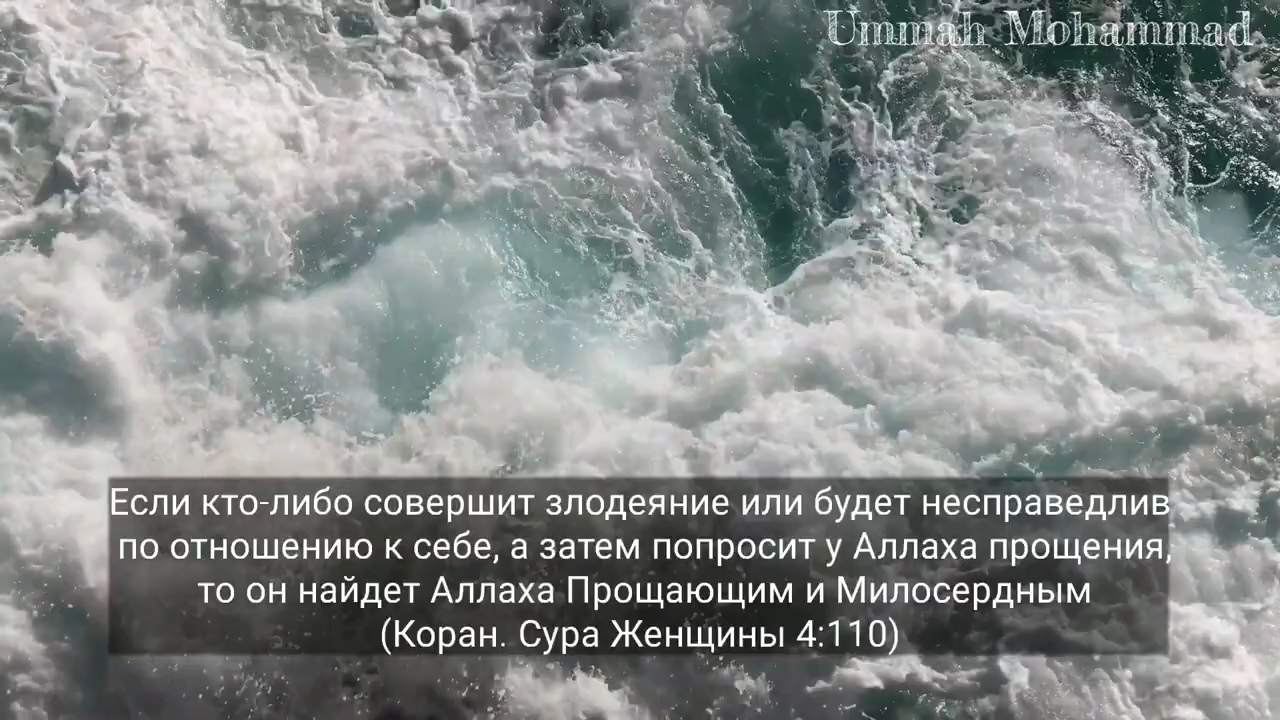 Ummah Mohammad
Если кто-либо совершит злодеяние или будет несправедлив
по отношению к себе, а затем попросит у Аллаха прощения,
то он найдет Аллаха Прощающим и Милосердным
(Коран. Сура Женщины 4:110)